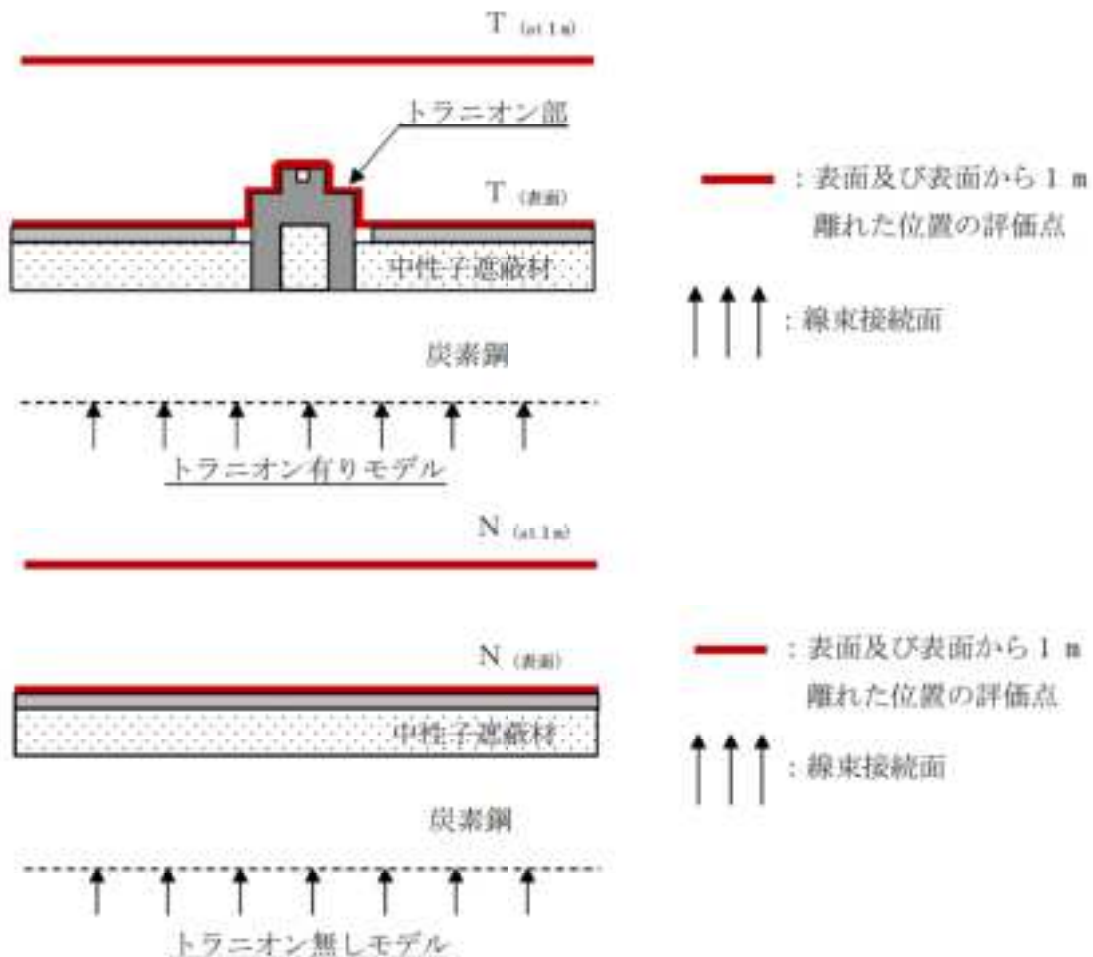 T (at 1 m)
トラニオン部
T (表面)
中性子遮蔽材
炭素鋼
トラニオン有りモデル
: 表面及び表面から 1 m
離れた位置の評価点
: 線束接続面
N (at 1 m)
N (表面)
中性子遮蔽材
炭素鋼
トラニオン無しモデル
: 表面及び表面から 1 m
離れた位置の評価点
: 線束接続面